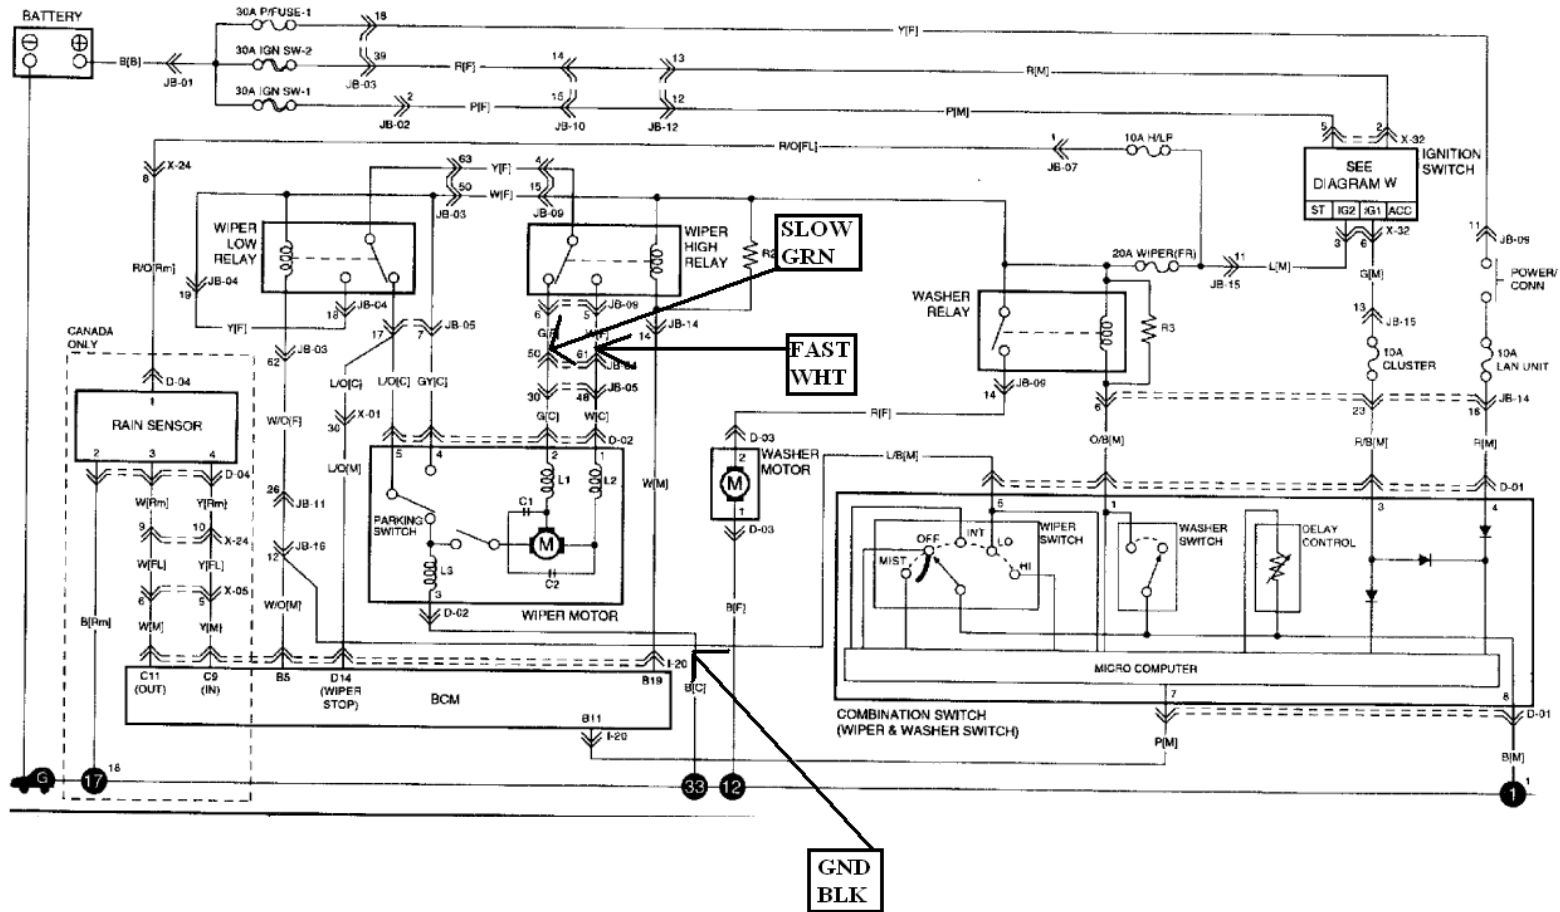 BATTERY
30A P/FUSE-1
18
Y[F]
30A IGN SW-2
B[B]
JB-01
39
JB-03
R[F]
14
13
R[M]
30A IGN SW-1
2
JB-02
P[F]
15
JB-10
12
JB-12
P[M]
5
2
X-32
IGNITION
SWITCH
SEE
DIAGRAM W
ST
IG2
IG1
ACC
R/O[FL]
1
JB-07
10A H/LP
X-24
8
63
Y[F]
4
50
W[F]
15
JB-03
JB-09
3
6
X-32
11
JB-09
WIPER
LOW
RELAY
WIPER
HIGH
RELAY
SLOW
GRN
20A WIPER(FR)
11
JB-15
L[M]
G[M]
POWER/
CONN
R/O[Rm]
JB-04
19
JB-04
18
Y[F]
17
7
JB-05
6
5
JB-09
14
JB-14
WASHER
RELAY
R3
13
JB-15
10A
CLUSTER
10A
LAN UNIT
FAST
WHT
50
61
CANADA
ONLY
JB-03
62
D-04
1
RAIN SENSOR
2
3
4
D-04
L/O[C]
L/O[C]
GY[C]
X-01
30
W/O[F]
L/O[M]
30
48
JB-05
G[C]
W[C]
D-02
JB-09
14
R[F]
6
23
16
JB-14
O/B[M]
R/B[M]
R[M]
5
4
2
1
L1
L2
C1
PARKING
SWITCH
M
L3
C2
3
D-02
WIPER MOTOR
W[M]
D-03
2
WASHER
MOTOR
M
1
D-03
L/B[M]
D-01
5
1
3
4
WIPER
SWITCH
OFF
INT
LO
MIST
HI
WASHER
SWITCH
DELAY
CONTROL
W[Rm]
Y[Rm]
9
10
X-24
W[FL]
Y[FL]
6
5
X-05
W[M]
Y[M]
B[Rm]
26
JB-11
JB-16
12
W/O[M]
B[F]
MICRO COMPUTER
I-20
C11
(OUT)
C9
(IN)
B5
D14
(WIPER
STOP)
BCM
B19
B11
I-20
B[C]
7
8
D-01
COMBINATION SWITCH
(WIPER & WASHER SWITCH)
P[M]
B[M]
G
17
18
33
12
1
1
GND
BLK